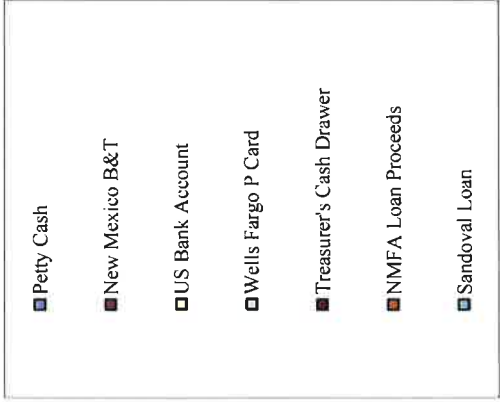 Petty Cash
New Mexico B&T
US Bank Account
Wells Fargo P Card
Treasurer's Cash Drawer
NMFA Loan Proceeds
Sandoval Loan